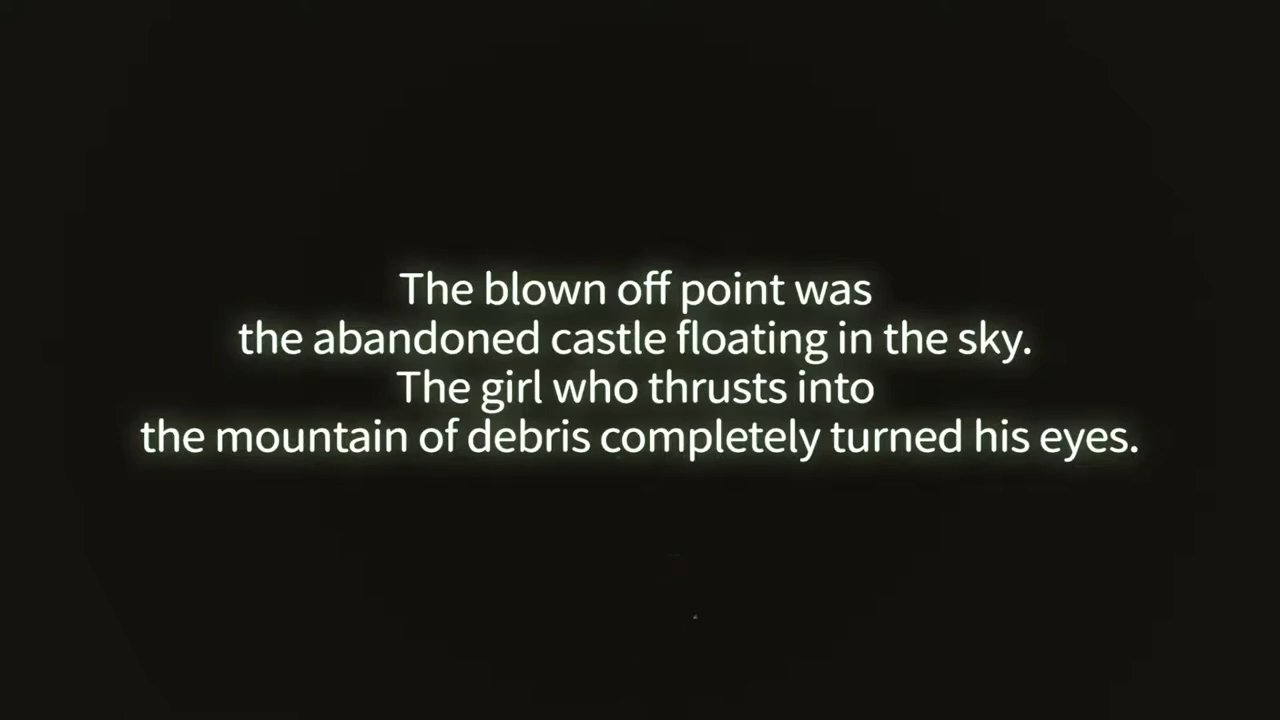 The blown off point was
the abandoned castle floating in the sky.
The girl who thrusts into
the mountain of debris completely turned his eyes.